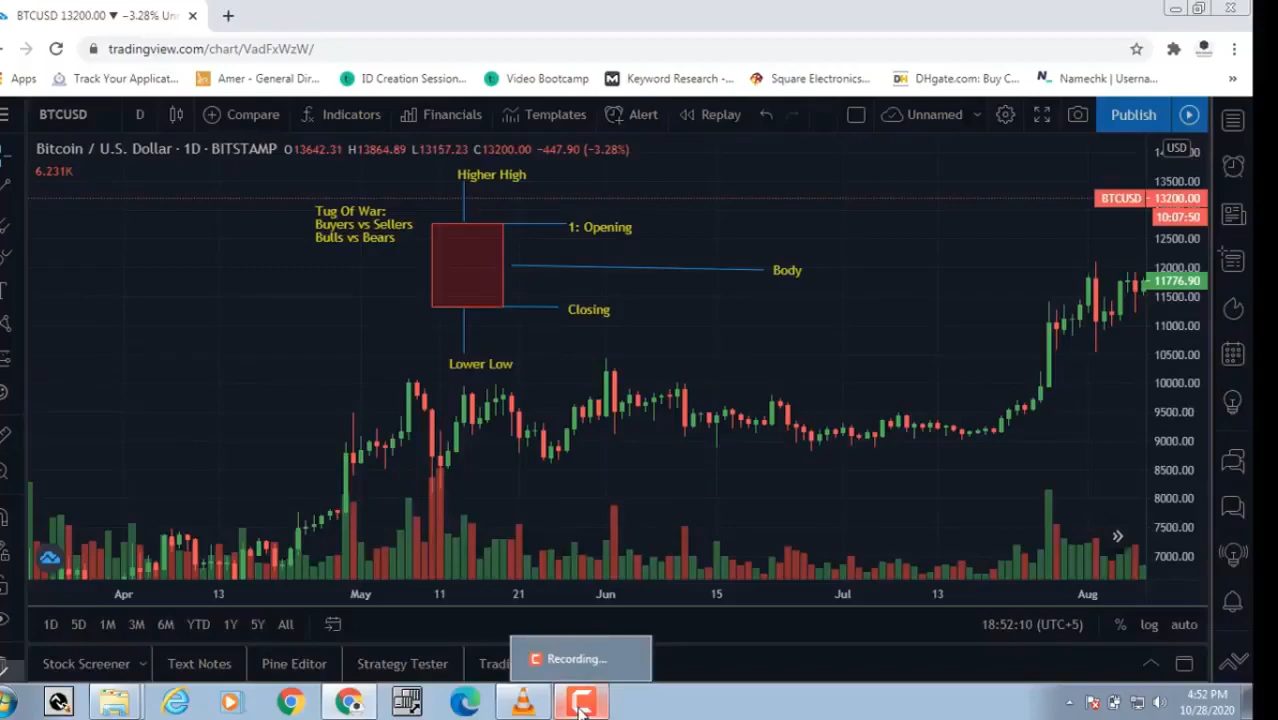 BTCUSD 13200.00 ▼ −3.28% Un
tradingview.com/chart/VadFxWzW/
Apps Track Your Applicat... Amer - General Dir... ID Creation Session... Video Bootcamp Keyword Research -... Square Electronics... DHgate.com: Buy C... Namechk | Userna... »
BTCUSD D Compare Indicators Financials Templates Alert Replay Unnamed Publish
Bitcoin / U.S. Dollar · 1D · BITSTAMP O13642.31 H13864.89 L13157.23 C13200.00 −447.90 (−3.28%)
6.231K
USD
13500.00
BTCUSD 13200.00
10:07:50
12500.00
12000.00
11776.90
11500.00
11000.00
10500.00
10000.00
9500.00
9000.00
8500.00
8000.00
7500.00
7000.00
Higher High
Tug Of War:
Buyers vs Sellers
Bulls vs Bears
1: Opening
Body
Closing
Lower Low
Apr 13 May 11 21 Jun 15 Jul 13 Aug
1D 5D 1M 3M 6M YTD 1Y 5Y All 18:52:10 (UTC+5) % log auto
Stock Screener Text Notes Pine Editor Strategy Tester Tradi
Recording...
4:52 PM
10/28/2020